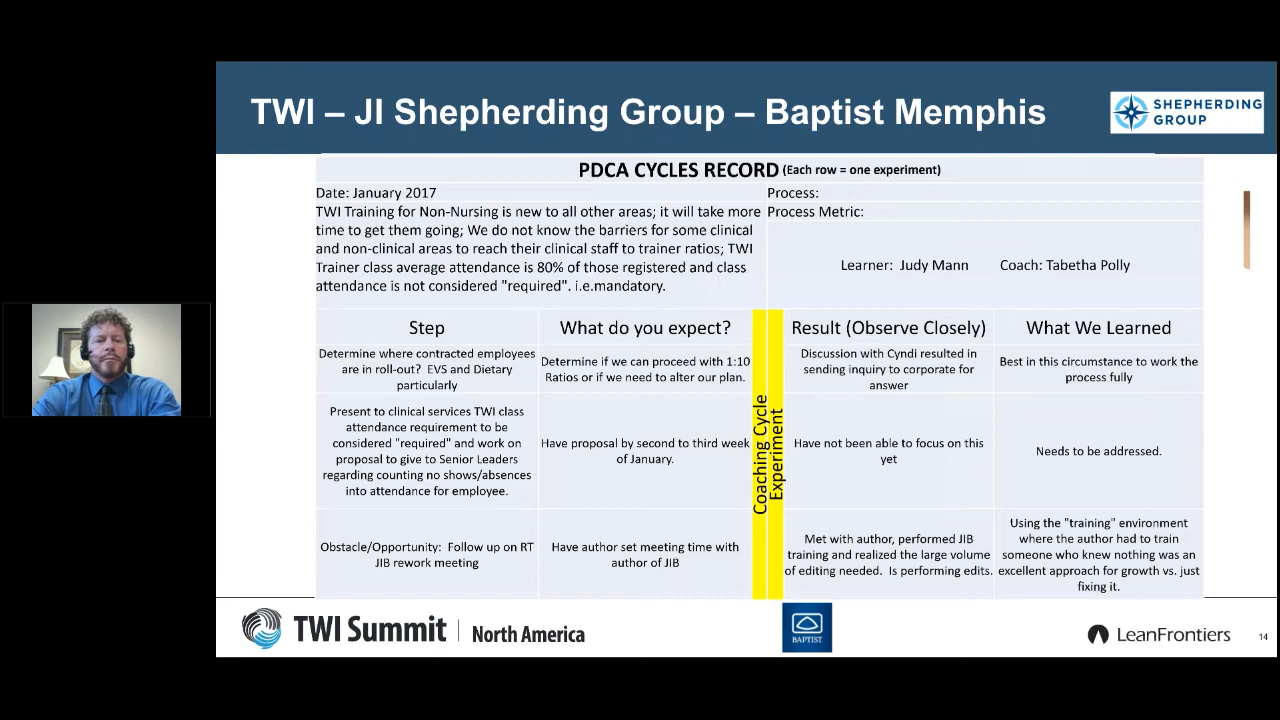 TWI – JI Shepherding Group – Baptist Memphis
SHEPHERDING
GROUP
PDCA CYCLES RECORD (Each row = one experiment)
Date: January 2017
Process:
TWI Training for Non-Nursing is new to all other areas; it will take more
time to get them going; We do not know the barriers for some clinical
and non-clinical areas to reach their clinical staff to trainer ratios; TWI
Trainer class average attendance is 80% of those registered and class
attendance is not considered "required". i.e.mandatory.
Process Metric:
Learner: Judy Mann Coach: Tabetha Polly
Step
What do you expect?
Coaching Cycle
Experiment
Result (Observe Closely)
What We Learned
Determine where contracted employees
are in roll-out? EVS and Dietary
particularly
Determine if we can proceed with 1:10
Ratios or if we need to alter our plan.
Discussion with Cyndi resulted in
sending inquiry to corporate for
answer
Best in this circumstance to work the
process fully
Present to clinical services TWI class
attendance requirement to be
considered "required" and work on
proposal to give to Senior Leaders
regarding counting no shows/absences
into attendance for employee.
Have proposal by second to third week
of January.
Have not been able to focus on this
yet
Needs to be addressed.
Obstacle/Opportunity: Follow up on RT
JIB rework meeting
Have author set meeting time with
author of JIB
Met with author, performed JIB
training and realized the large volume
of editing needed. Is performing edits.
Using the "training" environment
where the author had to train
someone who knew nothing was an
excellent approach for growth vs. just
fixing it.
TWI Summit North America
BAPTIST
LeanFrontiers
14